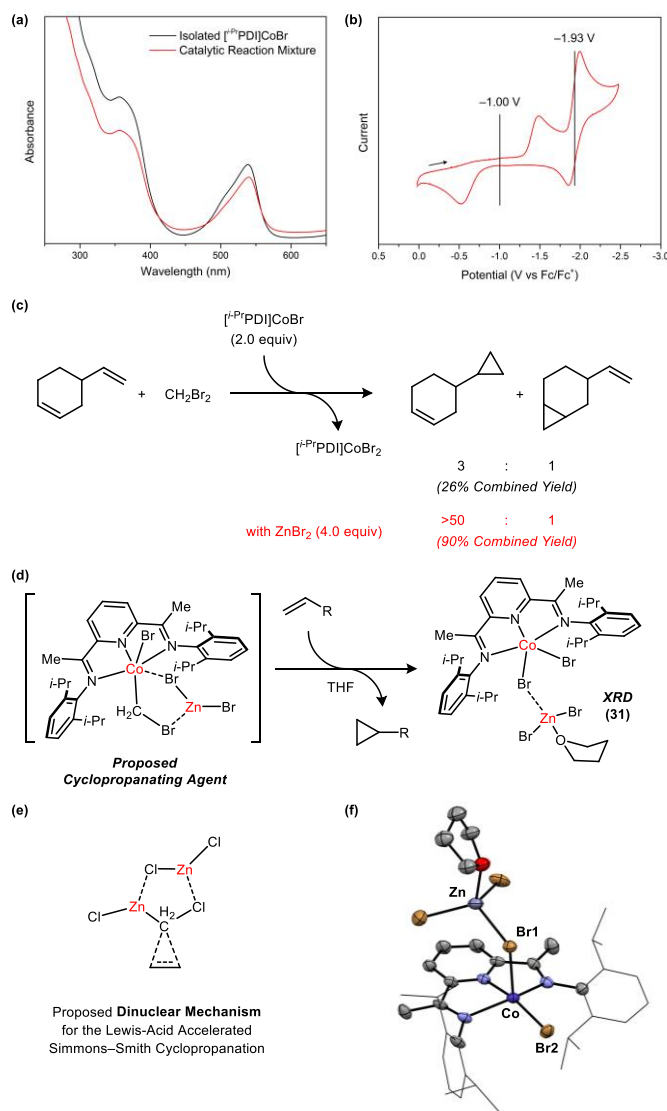 (a)
Isolated [i-PrPDI]CoBr
Catalytic Reaction Mixture
Absorbance
300
400
500
600
Wavelength (nm)
(b)
–1.93 V
–1.00 V
Current
0.5
0.0
-0.5
-1.0
-1.5
-2.0
-2.5
-3.0
Potential (V vs Fc/Fc+)
(c)
[i-PrPDI]CoBr
(2.0 equiv)
+
CH2Br2
+
[i-PrPDI]CoBr2
3 : 1
(26% Combined Yield)
with ZnBr2 (4.0 equiv)
>50 : 1
(90% Combined Yield)
(d)
Me
Br
i-Pr
N
N
Me
Co
N
Br
i-Pr
i-Pr
Zn
Br
H2C
Br
i-Pr
Proposed
Cyclopropanating Agent
R
THF
R
Me
i-Pr
N
N
Me
Co
N
Br
i-Pr
i-Pr
Br
i-Pr
Zn
Br
Br
O
XRD
(31)
(e)
Cl
Cl
Zn
Zn
Cl
H2
Cl
C
Proposed Dinuclear Mechanism
for the Lewis-Acid Accelerated
Simmons–Smith Cyclopropanation
(f)
Zn
Br1
Co
Br2